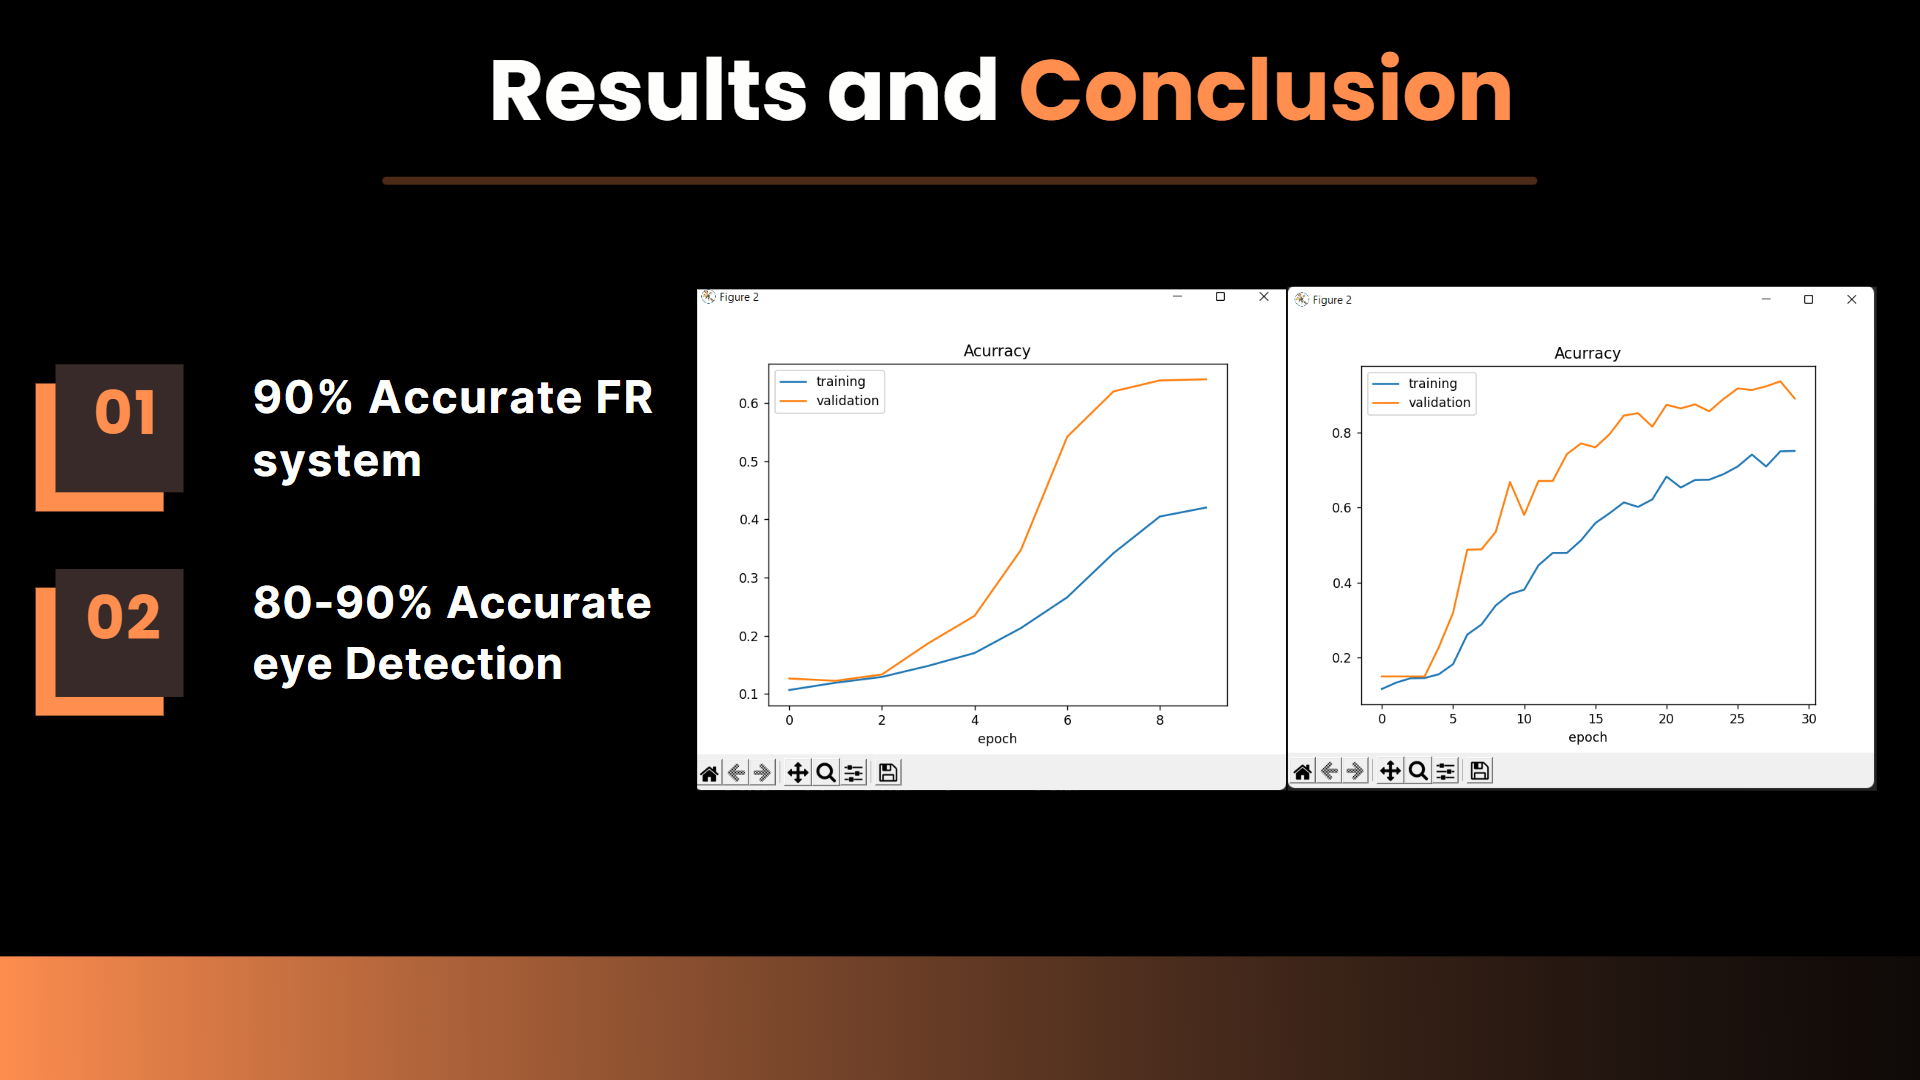 Results and Conclusion
01
90% Accurate FR
system
02
80-90% Accurate
eye Detection
Figure 2
Acurracy
training
validation
0.6
0.5
0.4
0.3
0.2
0.1
0 2 4 6 8
epoch
Figure 2
Acurracy
training
validation
0.8
0.6
0.4
0.2
0 5 10 15 20 25 30
epoch